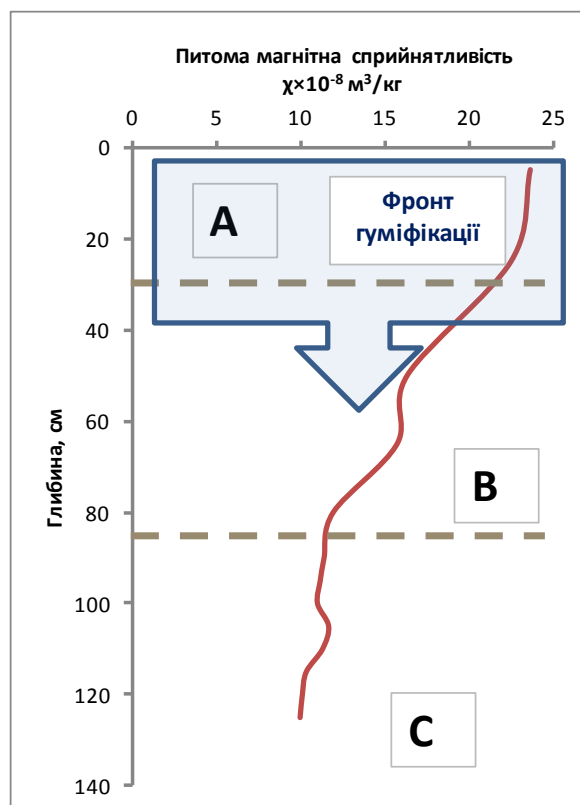 Питома магнітна сприйнятливість
χ×10⁻⁸ м³/кг
0 5 10 15 20 25
0
20
40
60
80
100
120
140
Глибина, см
A
Фронт
гуміфікації
B
C